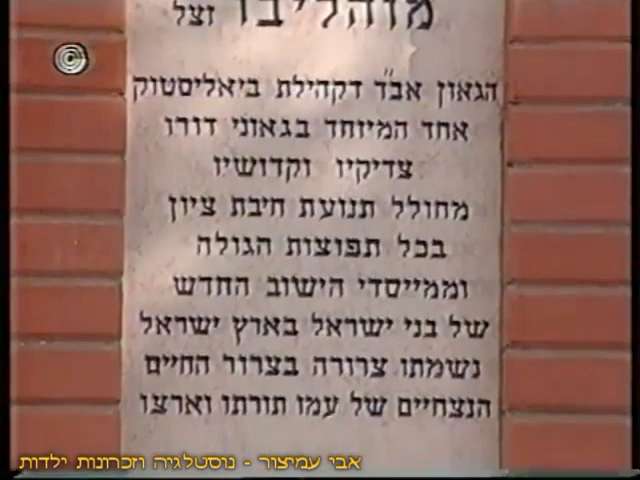 מוהליבר זצל
הגאון אב״ד דקהילת ביאליסטוק
אחד המיוחד בגאוני דורו
צדיקיו וקדושיו
מחולל תנועת חיבת ציון
בכל תפוצות הגולה
וממייסדי הישוב החדש
של בני ישראל בארץ ישראל
נשמתו צרורה בצרור החיים
הנצחיים של עמו תורתו וארצו
אבי עמיצור - נוסטלגיה וזכרונות ילדות